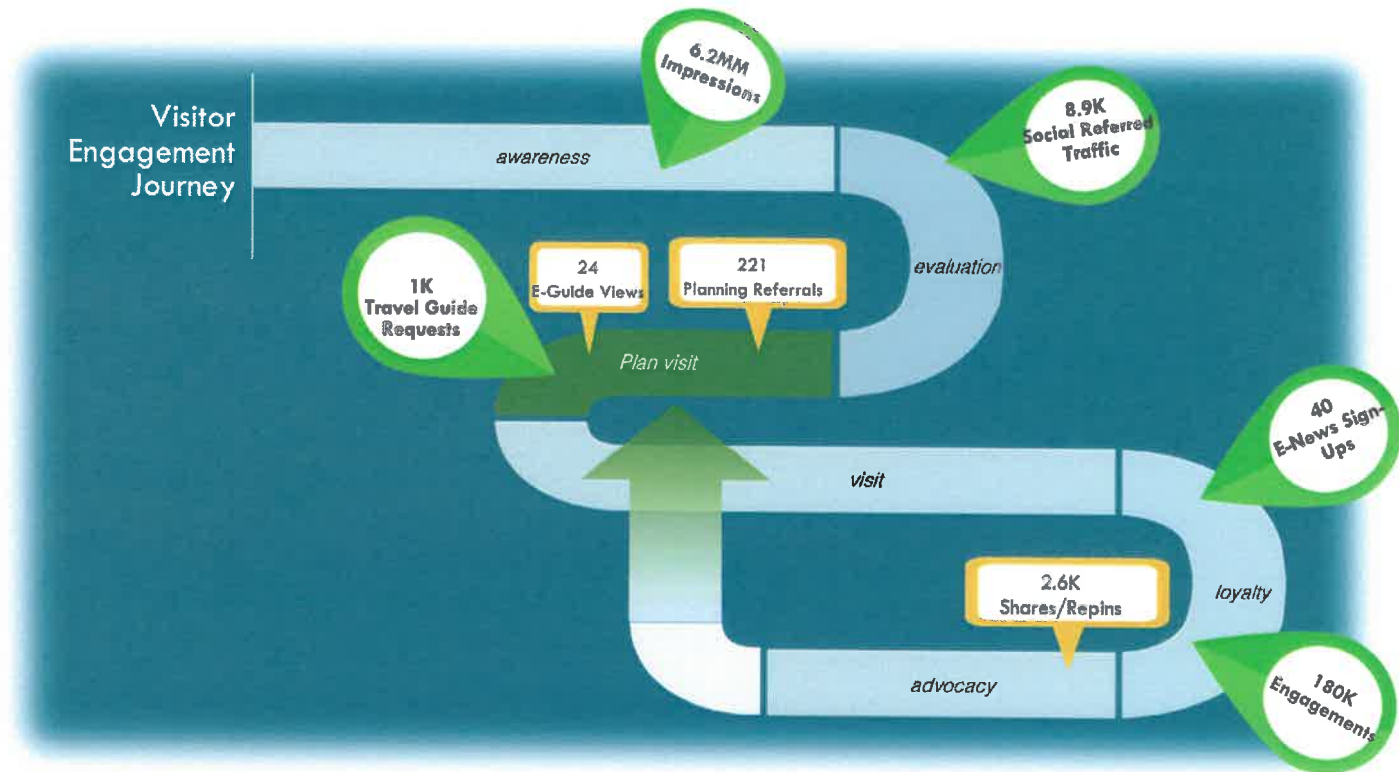 Visitor
Engagement
Journey
6.2MM
Impressions
8.9K
Social Referred
Traffic
awareness
evaluation
24
E-Guide Views
221
Planning Referrals
1K
Travel Guide
Requests
Plan visit
40
E-News Sign-
Ups
visit
2.6K
Shares/Repins
loyalty
advocacy
180K
Engagements